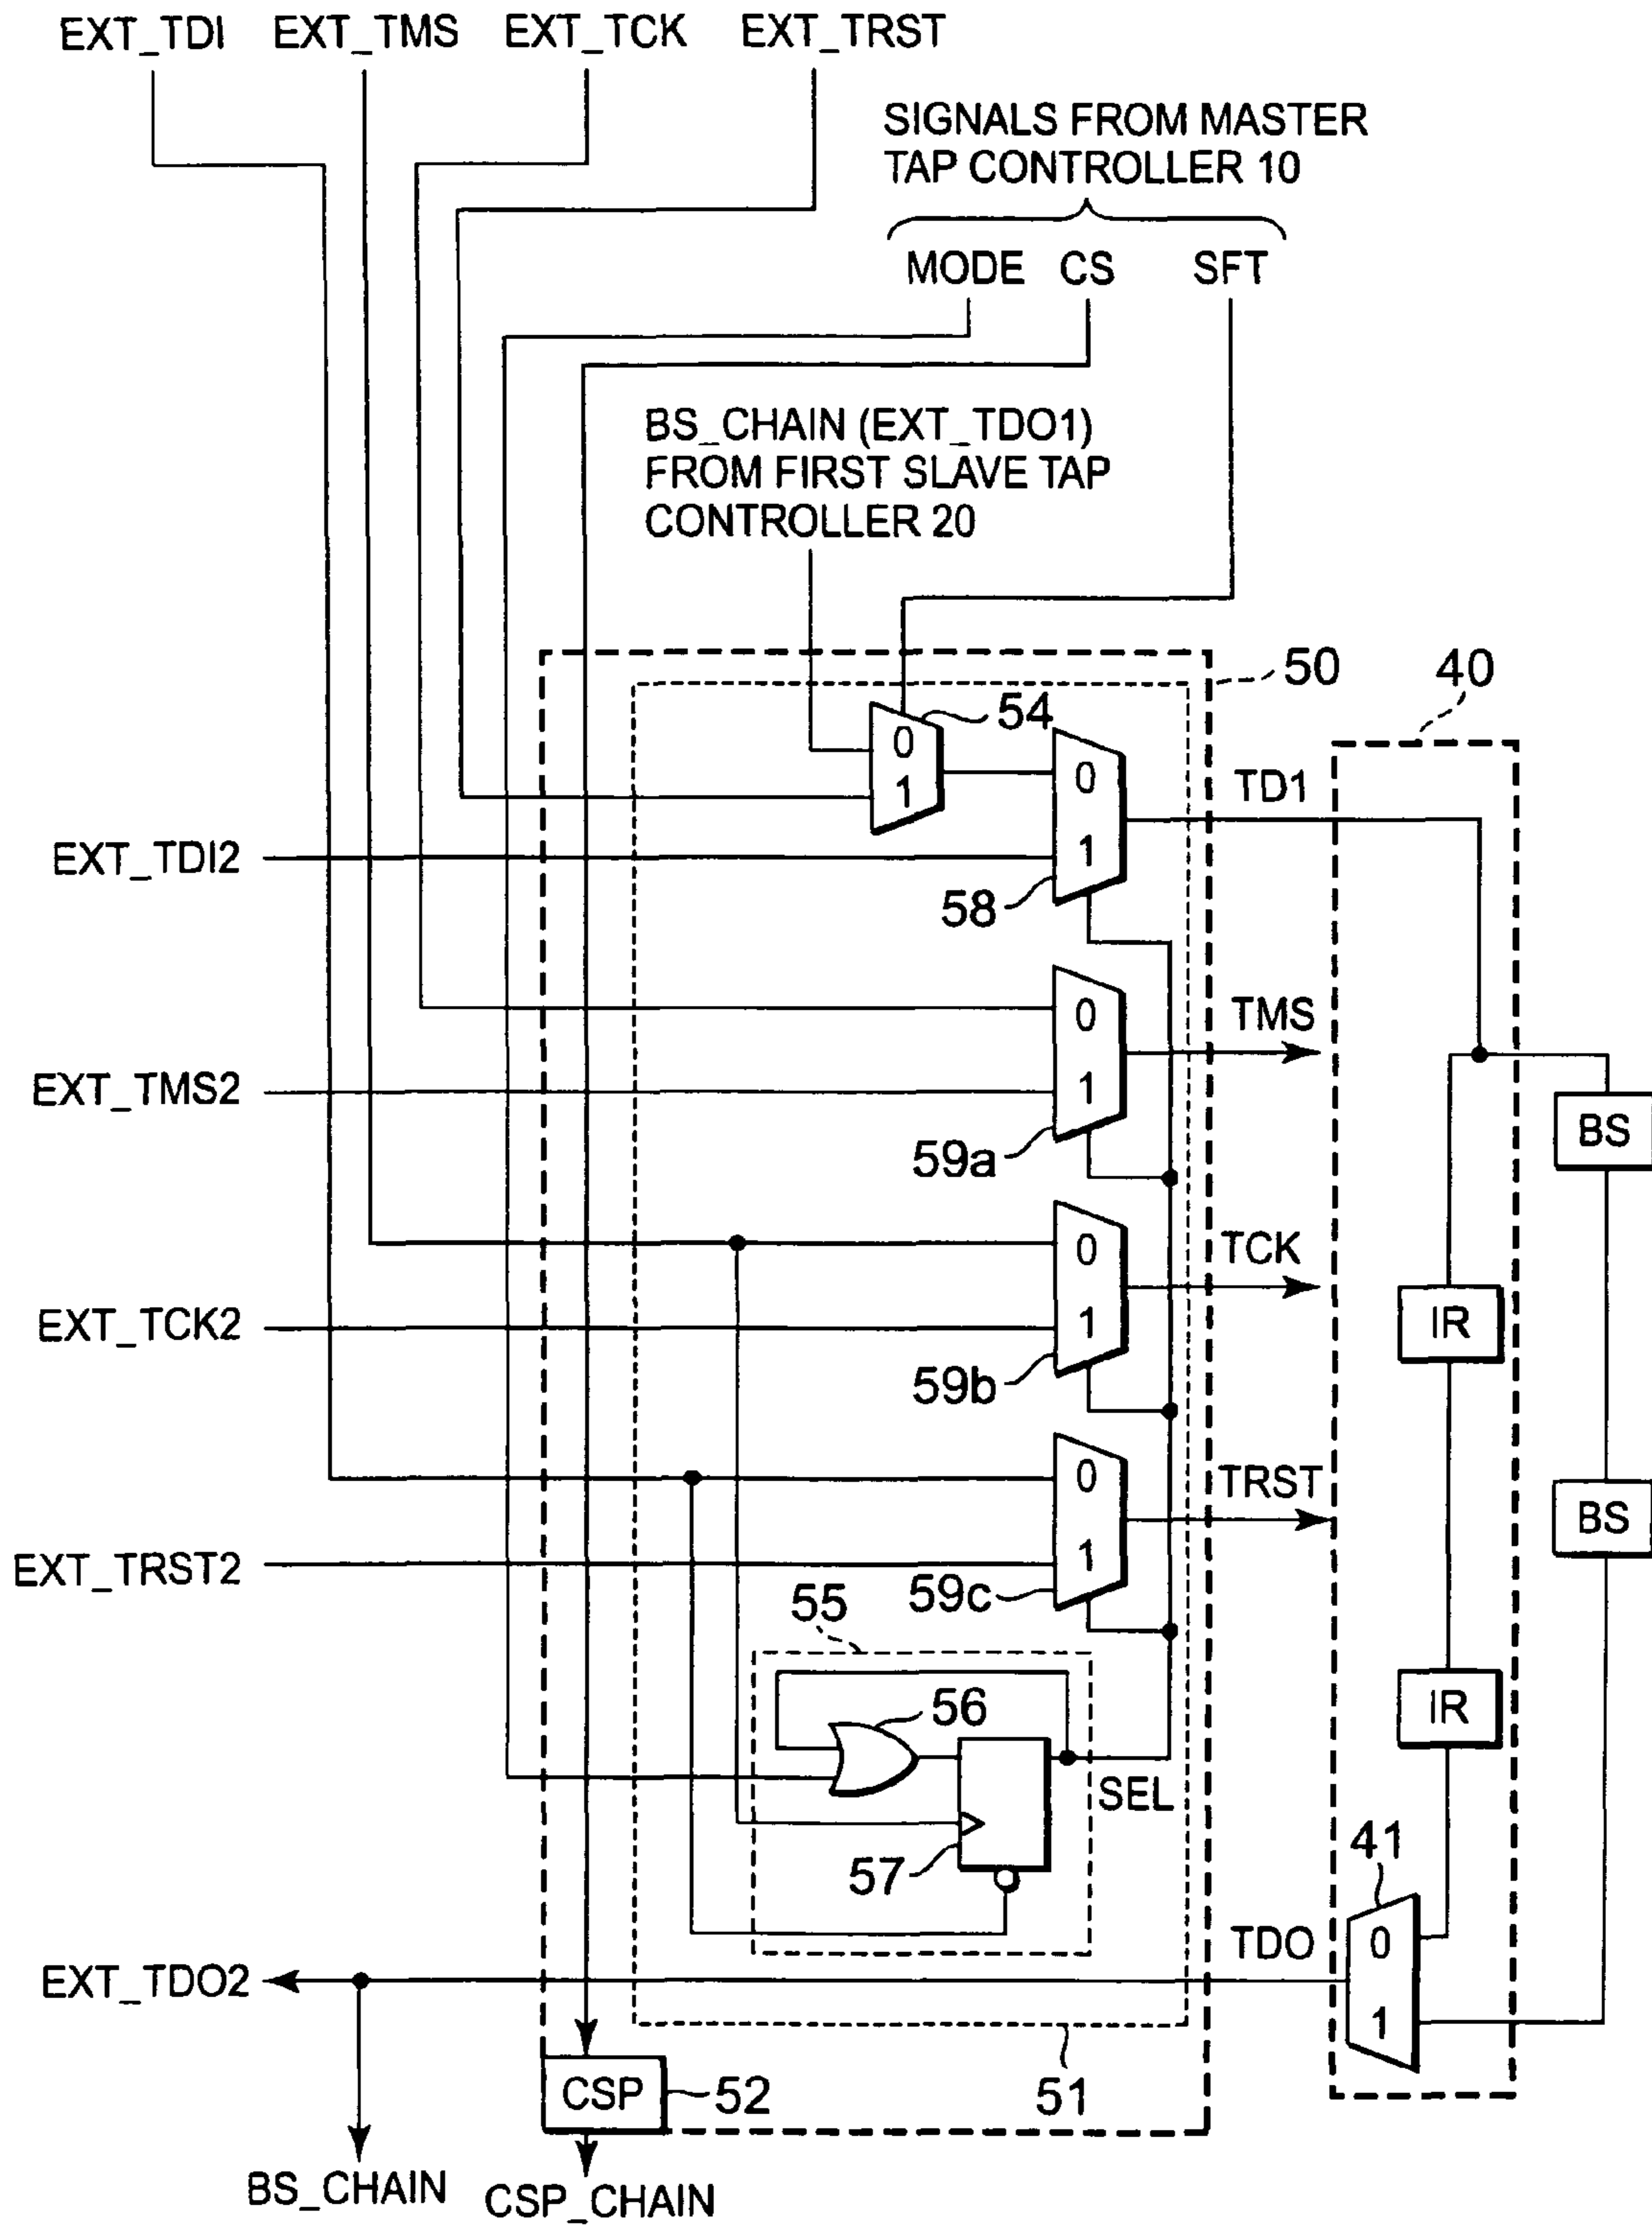 EXT_TDI EXT_TMS EXT_TCK EXT_TRST
SIGNALS FROM MASTER
TAP CONTROLLER 10
MODE CS SFT
BS_CHAIN (EXT_TDO1)
FROM FIRST SLAVE TAP
CONTROLLER 20
50
40
54
0
1
0
1
TD1
EXT_TDI2
58
0
1
TMS
EXT_TMS2
59a
BS
0
1
TCK
EXT_TCK2
59b
IR
0
1
TRST
EXT_TRST2
59c
BS
55
56
IR
SEL
57
41
0
1
TDO
EXT_TDO2
CSP
52
51
BS_CHAIN
CSP_CHAIN